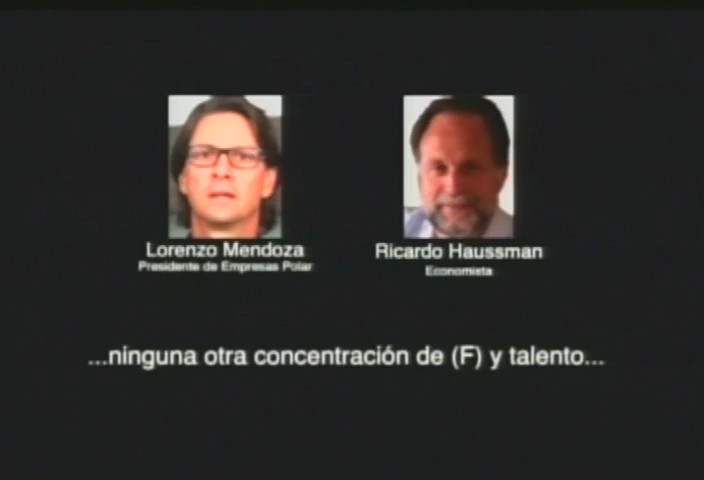 Lorenzo Mendoza
Presidente de Empresas Polar
Ricardo Haussman
Economista
...ninguna otra concentración de (F) y talento...